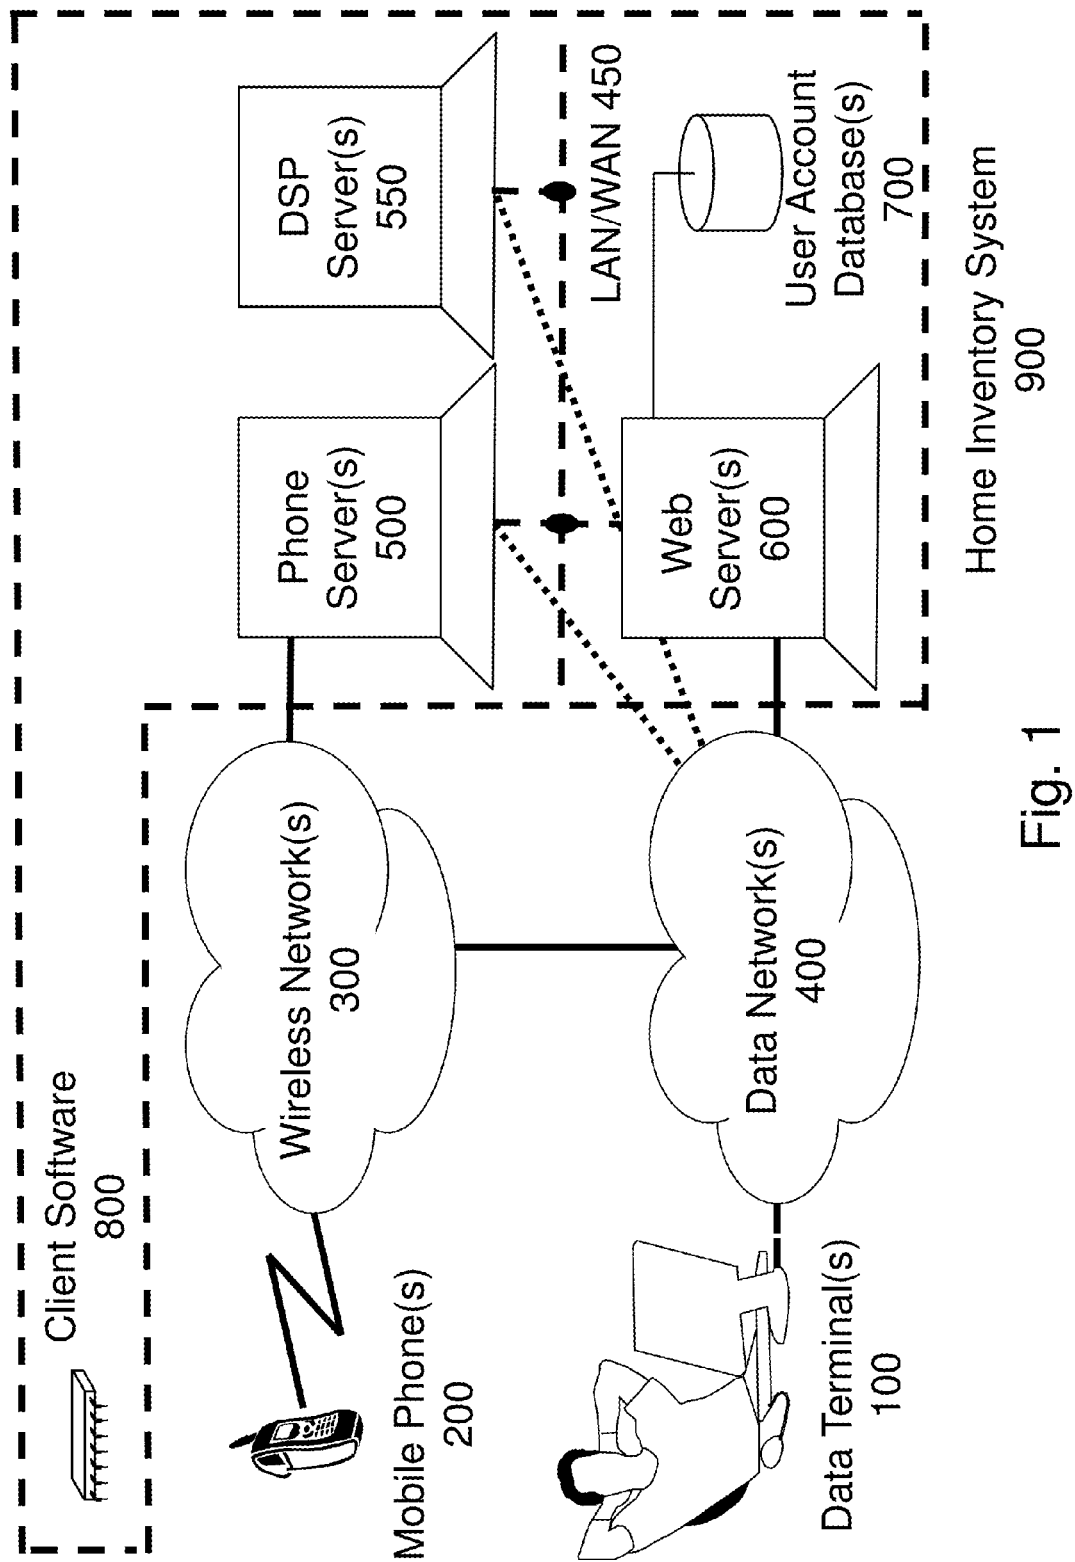 Client Software
800
Mobile Phone(s)
200
Wireless Network(s)
300
Phone
Server(s)
500
DSP
Server(s)
550
LAN/WAN 450
Data Terminal(s)
100
Data Network(s)
400
Web
Server(s)
600
User Account
Database(s)
700
Home Inventory System
900
Fig. 1